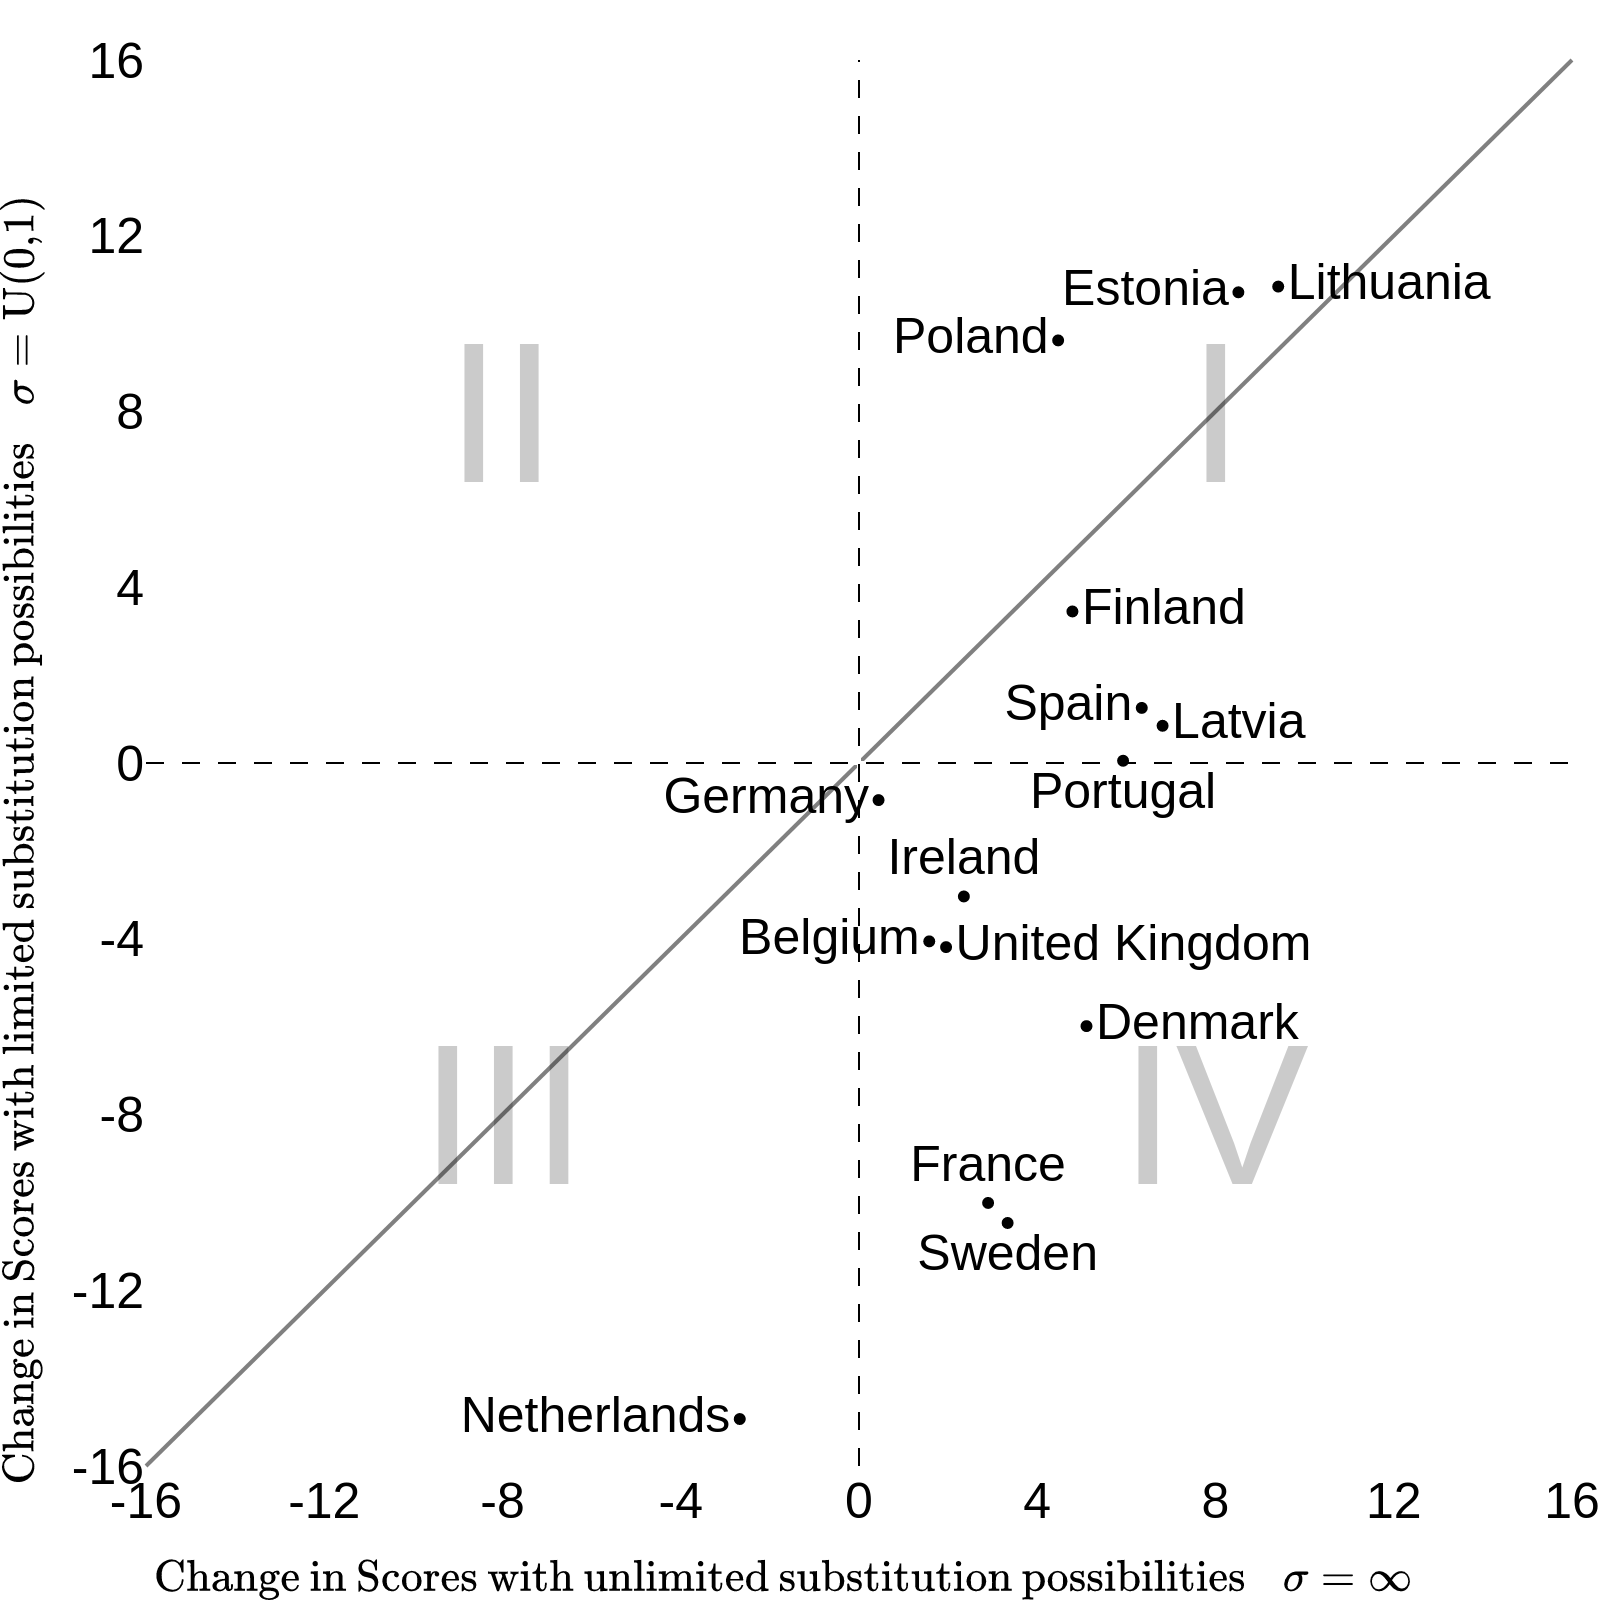 16
12
Estonia
Lithuania
Poland
II
I
8
4
Finland
Spain
Latvia
0
Germany
Portugal
Ireland
-4
Belgium
United Kingdom
Denmark
III
IV
-8
France
Sweden
-12
Netherlands
-16
-16 -12 -8 -4 0 4 8 12 16
Change in Scores with unlimited substitution possibilities σ = ∞
Change in Scores with limited substitution possibilities σ = U(0,1)